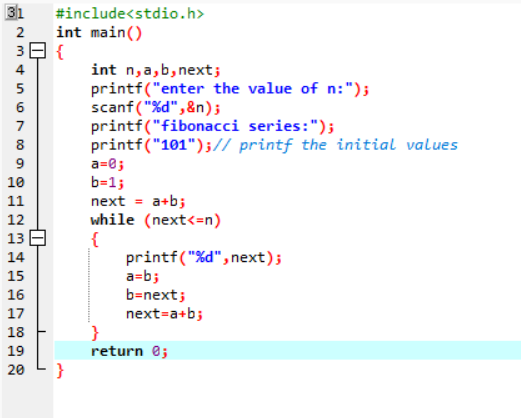 31 #include<stdio.h>
2 int main()
3 {
4 int n,a,b,next;
5 printf("enter the value of n:");
6 scanf("%d",&n);
7 printf("fibonacci series:");
8 printf("101");// printf the initial values
9 a=0;
10 b=1;
11 next = a+b;
12 while (next<=n)
13 {
14 printf("%d",next);
15 a=b;
16 b=next;
17 next=a+b;
18 }
19 return 0;
20 }